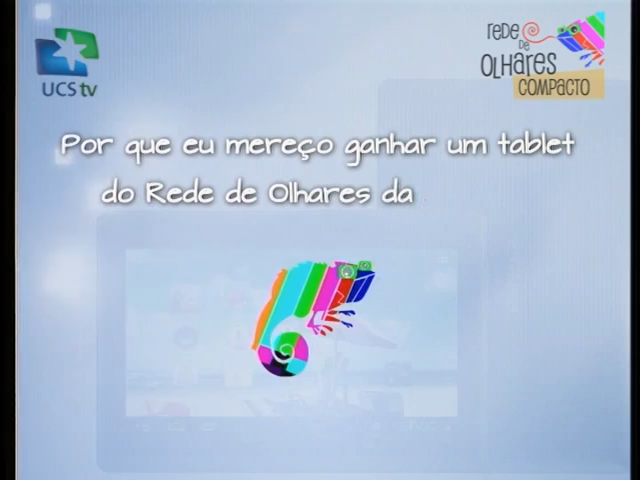 UCS tv
rede
DE
OLHARES
COMPACTO
Por que eu mereço ganhar um tablet
do Rede de Olhares da